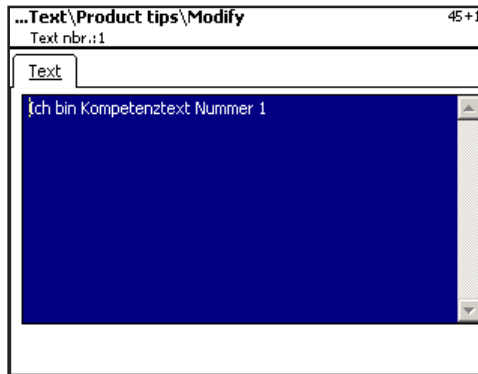 ...Text\Product tips\Modify 45+1
Text nbr.:1
Text
Ich bin Kompetenztext Nummer 1